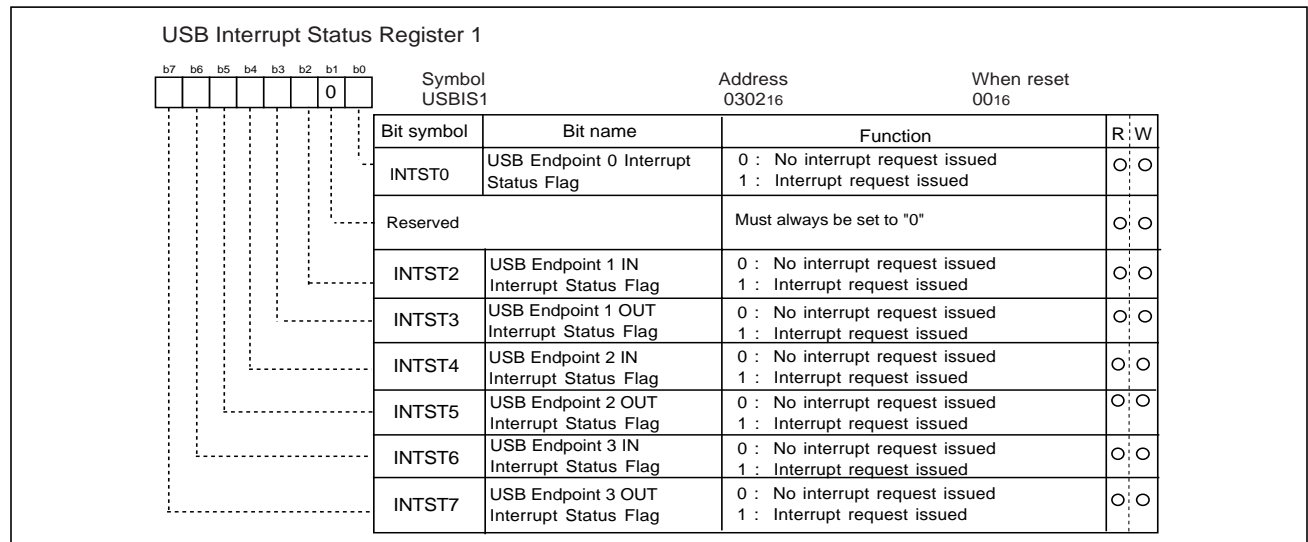 USB Interrupt Status Register 1
b7 b6 b5 b4 b3 b2 b1 b0
0
Symbol Address When reset
USBIS1 030216 0016
Bit symbol Bit name Function R W
INTST0 USB Endpoint 0 Interrupt Status Flag 0 : No interrupt request issued
1 : Interrupt request issued
Reserved Must always be set to "0"
INTST2 USB Endpoint 1 IN Interrupt Status Flag 0 : No interrupt request issued
1 : Interrupt request issued
INTST3 USB Endpoint 1 OUT Interrupt Status Flag 0 : No interrupt request issued
1 : Interrupt request issued
INTST4 USB Endpoint 2 IN Interrupt Status Flag 0 : No interrupt request issued
1 : Interrupt request issued
INTST5 USB Endpoint 2 OUT Interrupt Status Flag 0 : No interrupt request issued
1 : Interrupt request issued
INTST6 USB Endpoint 3 IN Interrupt Status Flag 0 : No interrupt request issued
1 : Interrupt request issued
INTST7 USB Endpoint 3 OUT Interrupt Status Flag 0 : No interrupt request issued
1 : Interrupt request issued